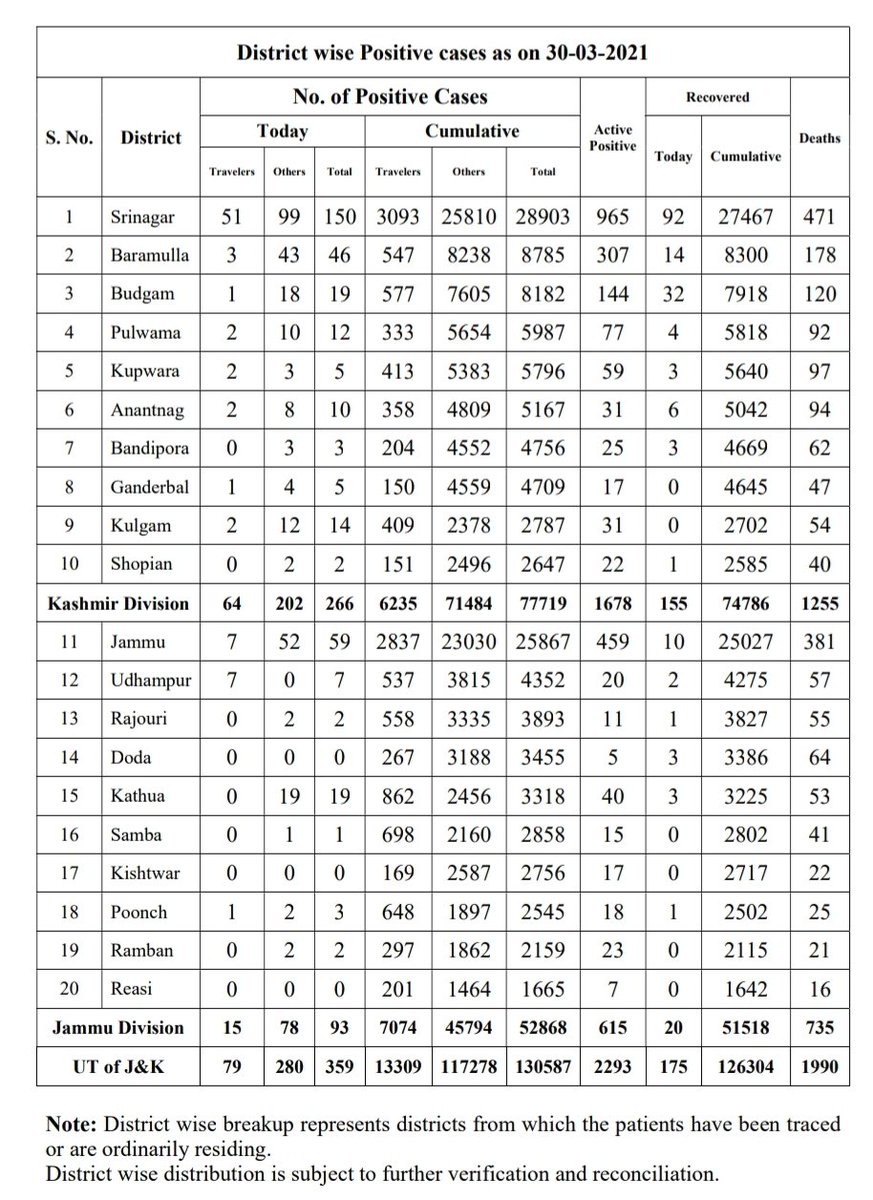 District wise Positive cases as on 30-03-2021
S. No. District No. of Positive Cases Active Positive Recovered Deaths
Today Cumulative Today Cumulative
Travelers Others Total Travelers Others Total
1 Srinagar 51 99 150 3093 25810 28903 965 92 27467 471
2 Baramulla 3 43 46 547 8238 8785 307 14 8300 178
3 Budgam 1 18 19 577 7605 8182 144 32 7918 120
4 Pulwama 2 10 12 333 5654 5987 77 4 5818 92
5 Kupwara 2 3 5 413 5383 5796 59 3 5640 97
6 Anantnag 2 8 10 358 4809 5167 31 6 5042 94
7 Bandipora 0 3 3 204 4552 4756 25 3 4669 62
8 Ganderbal 1 4 5 150 4559 4709 17 0 4645 47
9 Kulgam 2 12 14 409 2378 2787 31 0 2702 54
10 Shopian 0 2 2 151 2496 2647 22 1 2585 40
Kashmir Division 64 202 266 6235 71484 77719 1678 155 74786 1255
11 Jammu 7 52 59 2837 23030 25867 459 10 25027 381
12 Udhampur 7 0 7 537 3815 4352 20 2 4275 57
13 Rajouri 0 2 2 558 3335 3893 11 1 3827 55
14 Doda 0 0 0 267 3188 3455 5 3 3386 64
15 Kathua 0 19 19 862 2456 3318 40 3 3225 53
16 Samba 0 1 1 698 2160 2858 15 0 2802 41
17 Kishtwar 0 0 0 169 2587 2756 17 0 2717 22
18 Poonch 1 2 3 648 1897 2545 18 1 2502 25
19 Ramban 0 2 2 297 1862 2159 23 0 2115 21
20 Reasi 0 0 0 201 1464 1665 7 0 1642 16
Jammu Division 15 78 93 7074 45794 52868 615 20 51518 735
UT of J&K 79 280 359 13309 117278 130587 2293 175 126304 1990
Note: District wise breakup represents districts from which the patients have been traced
or are ordinarily residing.
District wise distribution is subject to further verification and reconciliation.